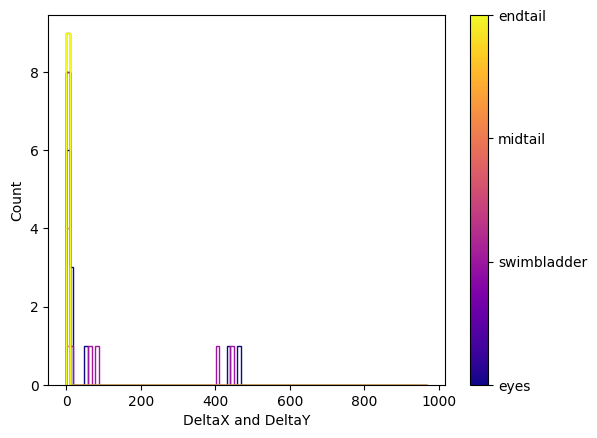 endtail
8
6
midtail
Count
4
swimbladder
2
0
eyes
0 200 400 600 800 1000
DeltaX and DeltaY